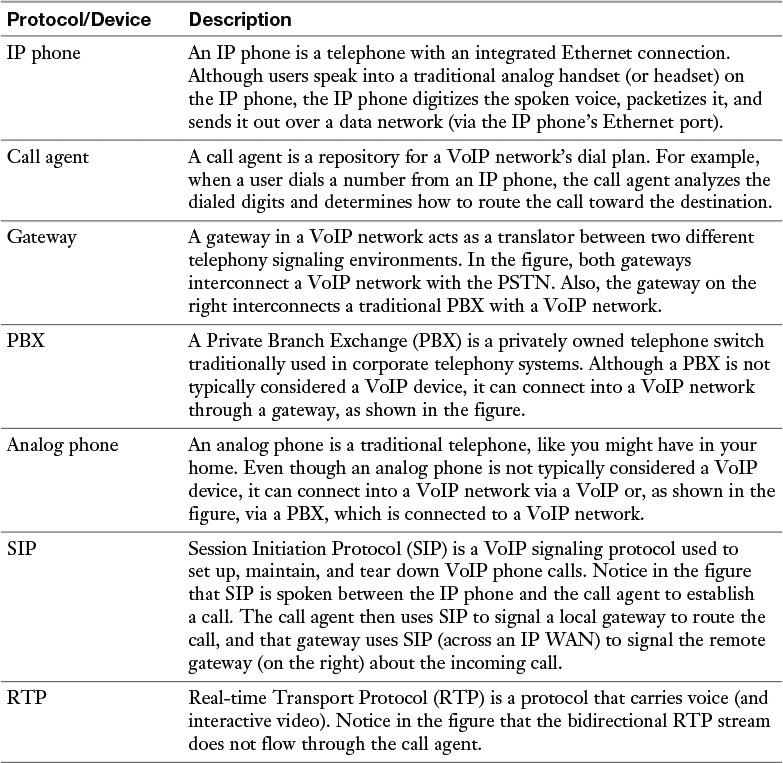 Protocol/Device Description
IP phone An IP phone is a telephone with an integrated Ethernet connection.
Although users speak into a traditional analog handset (or headset) on
the IP phone, the IP phone digitizes the spoken voice, packetizes it, and
sends it out over a data network (via the IP phone's Ethernet port).
Call agent A call agent is a repository for a VoIP network's dial plan. For example,
when a user dials a number from an IP phone, the call agent analyzes the
dialed digits and determines how to route the call toward the destination.
Gateway A gateway in a VoIP network acts as a translator between two different
telephony signaling environments. In the figure, both gateways
interconnect a VoIP network with the PSTN. Also, the gateway on the
right interconnects a traditional PBX with a VoIP network.
PBX A Private Branch Exchange (PBX) is a privately owned telephone switch
traditionally used in corporate telephony systems. Although a PBX is not
typically considered a VoIP device, it can connect into a VoIP network
through a gateway, as shown in the figure.
Analog phone An analog phone is a traditional telephone, like you might have in your
home. Even though an analog phone is not typically considered a VoIP
device, it can connect into a VoIP network via a VoIP or, as shown in the
figure, via a PBX, which is connected to a VoIP network.
SIP Session Initiation Protocol (SIP) is a VoIP signaling protocol used to
set up, maintain, and tear down VoIP phone calls. Notice in the figure
that SIP is spoken between the IP phone and the call agent to establish
a call. The call agent then uses SIP to signal a local gateway to route the
call, and that gateway uses SIP (across an IP WAN) to signal the remote
gateway (on the right) about the incoming call.
RTP Real-time Transport Protocol (RTP) is a protocol that carries voice (and
interactive video). Notice in the figure that the bidirectional RTP stream
does not flow through the call agent.